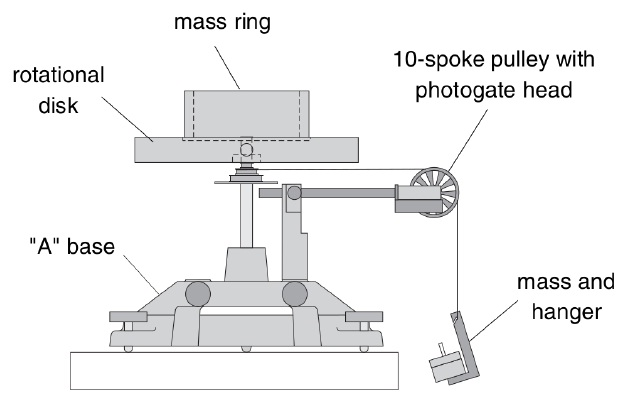 mass ring
10-spoke pulley with
photogate head
rotational
disk
"A" base
mass and
hanger